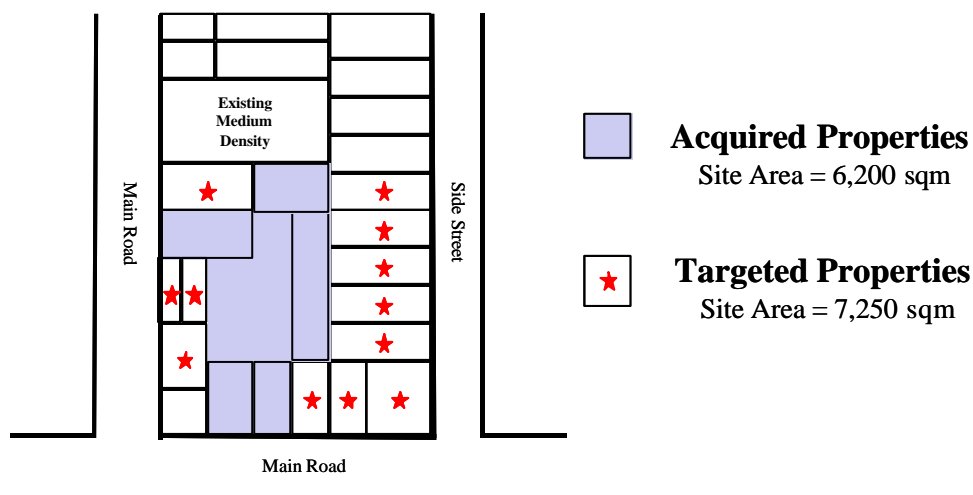 Existing
Medium
Density
Main Road
Side Street
Main Road
Acquired Properties
Site Area = 6,200 sqm
Targeted Properties
Site Area = 7,250 sqm